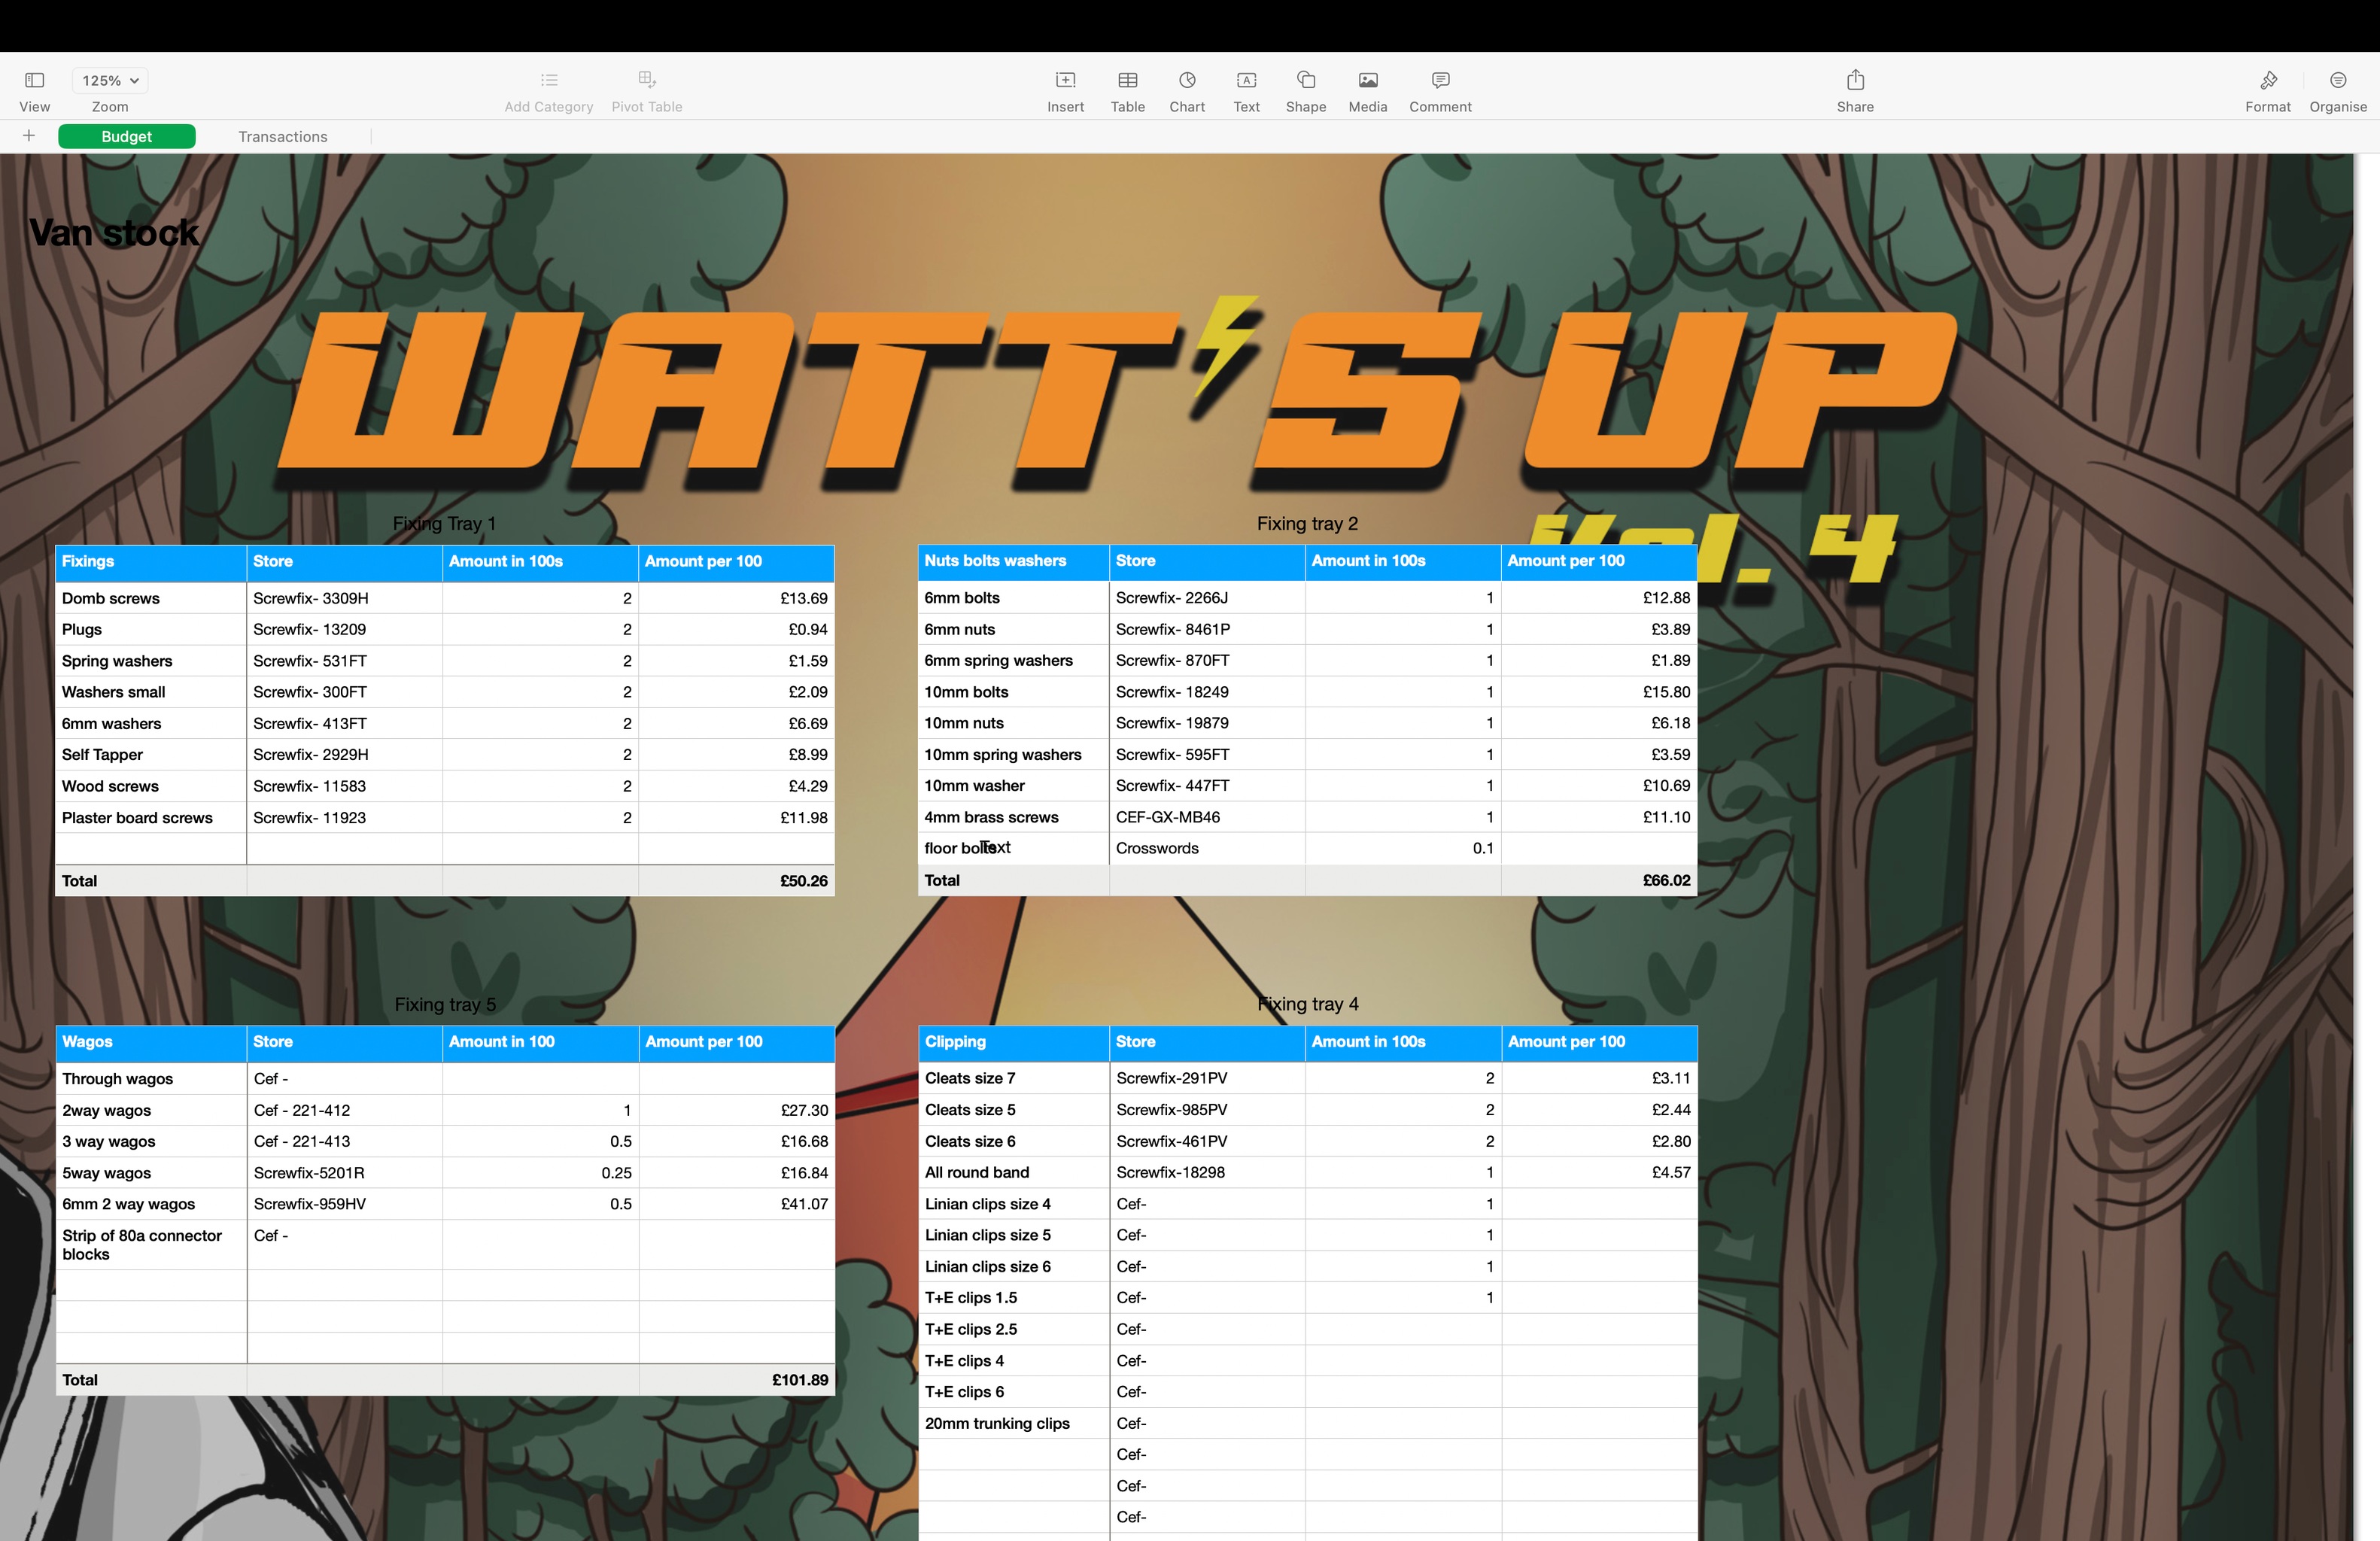 125%
View
Zoom
Add Category
Pivot Table
Insert
Table
Chart
Text
Shape
Media
Comment
Share
Format
Organise
Budget
Transactions
Van stock
WATT'S UP
Vol. 4
Fixing Tray 1
Fixings Store Amount in 100s Amount per 100
Domb screws Screwfix- 3309H 2 £13.69
Plugs Screwfix- 13209 2 £0.94
Spring washers Screwfix- 531FT 2 £1.59
Washers small Screwfix- 300FT 2 £2.09
6mm washers Screwfix- 413FT 2 £6.69
Self Tapper Screwfix- 2929H 2 £8.99
Wood screws Screwfix- 11583 2 £4.29
Plaster board screws Screwfix- 11923 2 £11.98
Total £50.26
Fixing tray 2
Nuts bolts washers Store Amount in 100s Amount per 100
6mm bolts Screwfix- 2266J 1 £12.88
6mm nuts Screwfix- 8461P 1 £3.89
6mm spring washers Screwfix- 870FT 1 £1.89
10mm bolts Screwfix- 18249 1 £15.80
10mm nuts Screwfix- 19879 1 £6.18
10mm spring washers Screwfix- 595FT 1 £3.59
10mm washer Screwfix- 447FT 1 £10.69
4mm brass screws CEF-GX-MB46 1 £11.10
floor bolts Text Crosswords 0.1
Total £66.02
Fixing tray 5
Wagos Store Amount in 100 Amount per 100
Through wagos Cef -
2way wagos Cef - 221-412 1 £27.30
3 way wagos Cef - 221-413 0.5 £16.68
5way wagos Screwfix-5201R 0.25 £16.84
6mm 2 way wagos Screwfix-959HV 0.5 £41.07
Strip of 80a connector Cef -
blocks
Total £101.89
Fixing tray 4
Clipping Store Amount in 100s Amount per 100
Cleats size 7 Screwfix-291PV 2 £3.11
Cleats size 5 Screwfix-985PV 2 £2.44
Cleats size 6 Screwfix-461PV 2 £2.80
All round band Screwfix-18298 1 £4.57
Linian clips size 4 Cef- 1
Linian clips size 5 Cef- 1
Linian clips size 6 Cef- 1
T+E clips 1.5 Cef- 1
T+E clips 2.5 Cef-
T+E clips 4 Cef-
T+E clips 6 Cef-
20mm trunking clips Cef-
Cef-
Cef-
Cef-